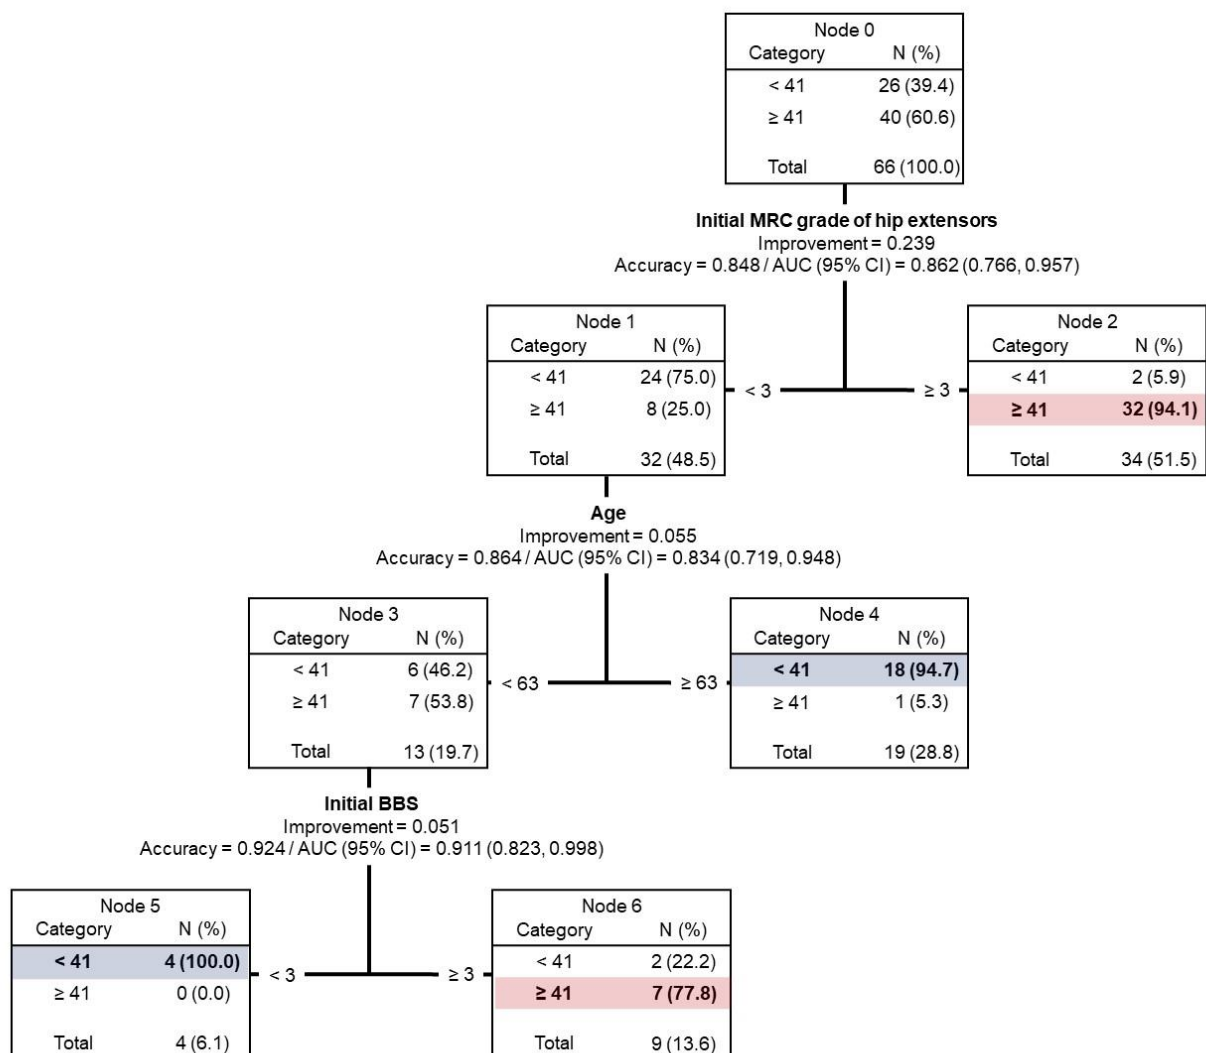 Node 0
Category N (%)
< 41 26 (39.4)
≥ 41 40 (60.6)
Total 66 (100.0)
Initial MRC grade of hip extensors
Improvement = 0.239
Accuracy = 0.848 / AUC (95% CI) = 0.862 (0.766, 0.957)
Node 1
Category N (%)
< 41 24 (75.0)
≥ 41 8 (25.0)
Total 32 (48.5)
< 3
≥ 3
Node 2
Category N (%)
< 41 2 (5.9)
≥ 41 32 (94.1)
Total 34 (51.5)
Age
Improvement = 0.055
Accuracy = 0.864 / AUC (95% CI) = 0.834 (0.719, 0.948)
Node 3
Category N (%)
< 41 6 (46.2)
≥ 41 7 (53.8)
Total 13 (19.7)
< 63
≥ 63
Node 4
Category N (%)
< 41 18 (94.7)
≥ 41 1 (5.3)
Total 19 (28.8)
Initial BBS
Improvement = 0.051
Accuracy = 0.924 / AUC (95% CI) = 0.911 (0.823, 0.998)
Node 5
Category N (%)
< 41 4 (100.0)
≥ 41 0 (0.0)
Total 4 (6.1)
< 3
≥ 3
Node 6
Category N (%)
< 41 2 (22.2)
≥ 41 7 (77.8)
Total 9 (13.6)